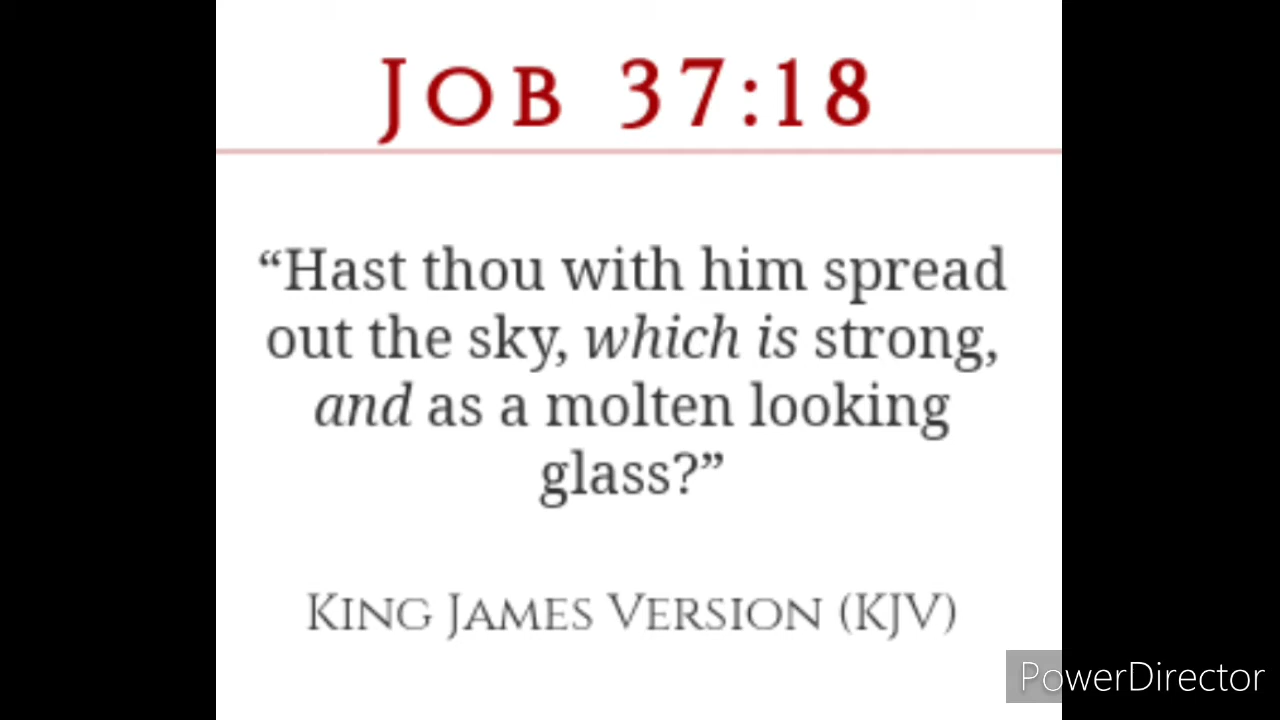 Job 37:18
“Hast thou with him spread
out the sky, which is strong,
and as a molten looking
glass?”
King James Version (KJV)
PowerDirector